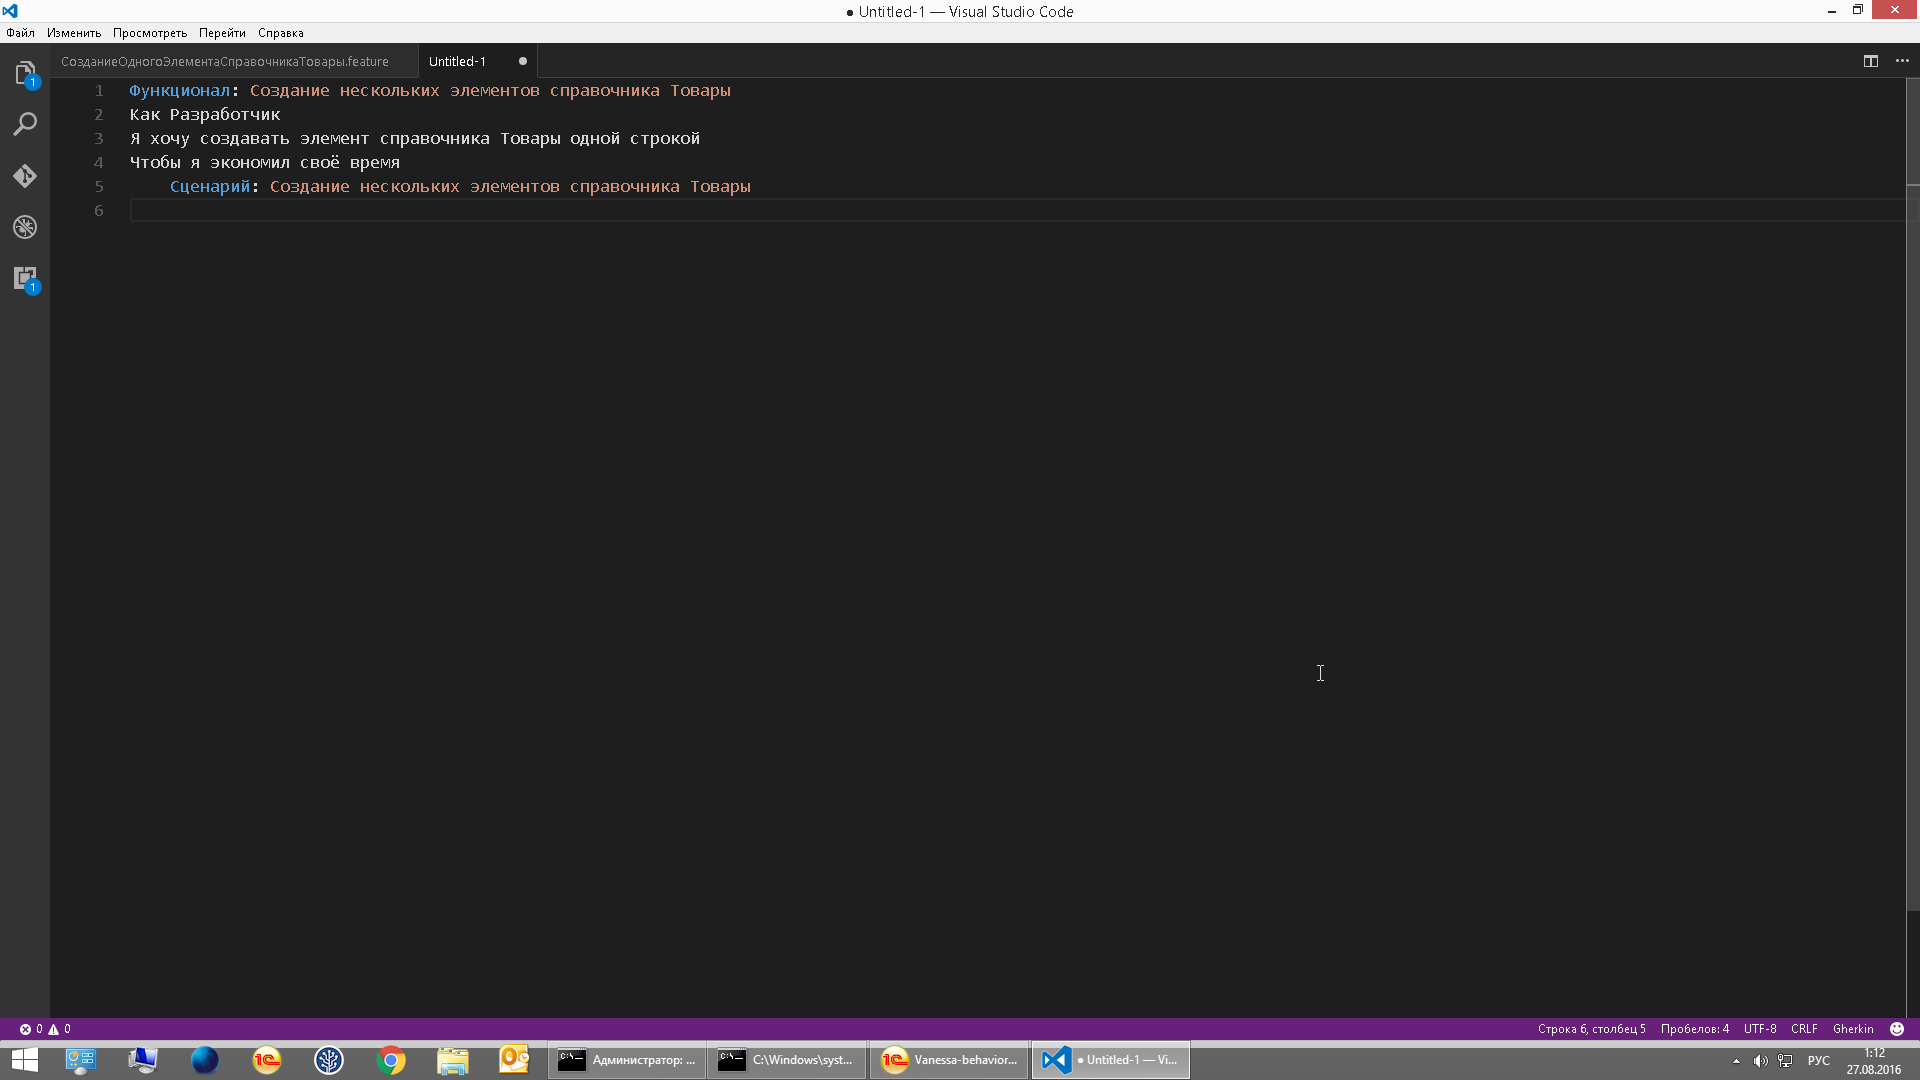 ● Untitled-1 — Visual Studio Code
Файл Изменить Просмотреть Перейти Справка
СозданиеОдногоЭлементаСправочникаТовары.feature Untitled-1
1 Функционал: Создание нескольких элементов справочника Товары
2 Как Разработчик
3 Я хочу создавать элемент справочника Товары одной строкой
4 Чтобы я экономил своё время
5 Сценарий: Создание нескольких элементов справочника Товары
6
1
1
0 0 Строка 6, столбец 5 Пробелов: 4 UTF-8 CRLF Gherkin
Администратор: ... C:\Windows\syst... Vanessa-behavior... ● Untitled-1 — Vi... РУС 1:12
27.08.2016